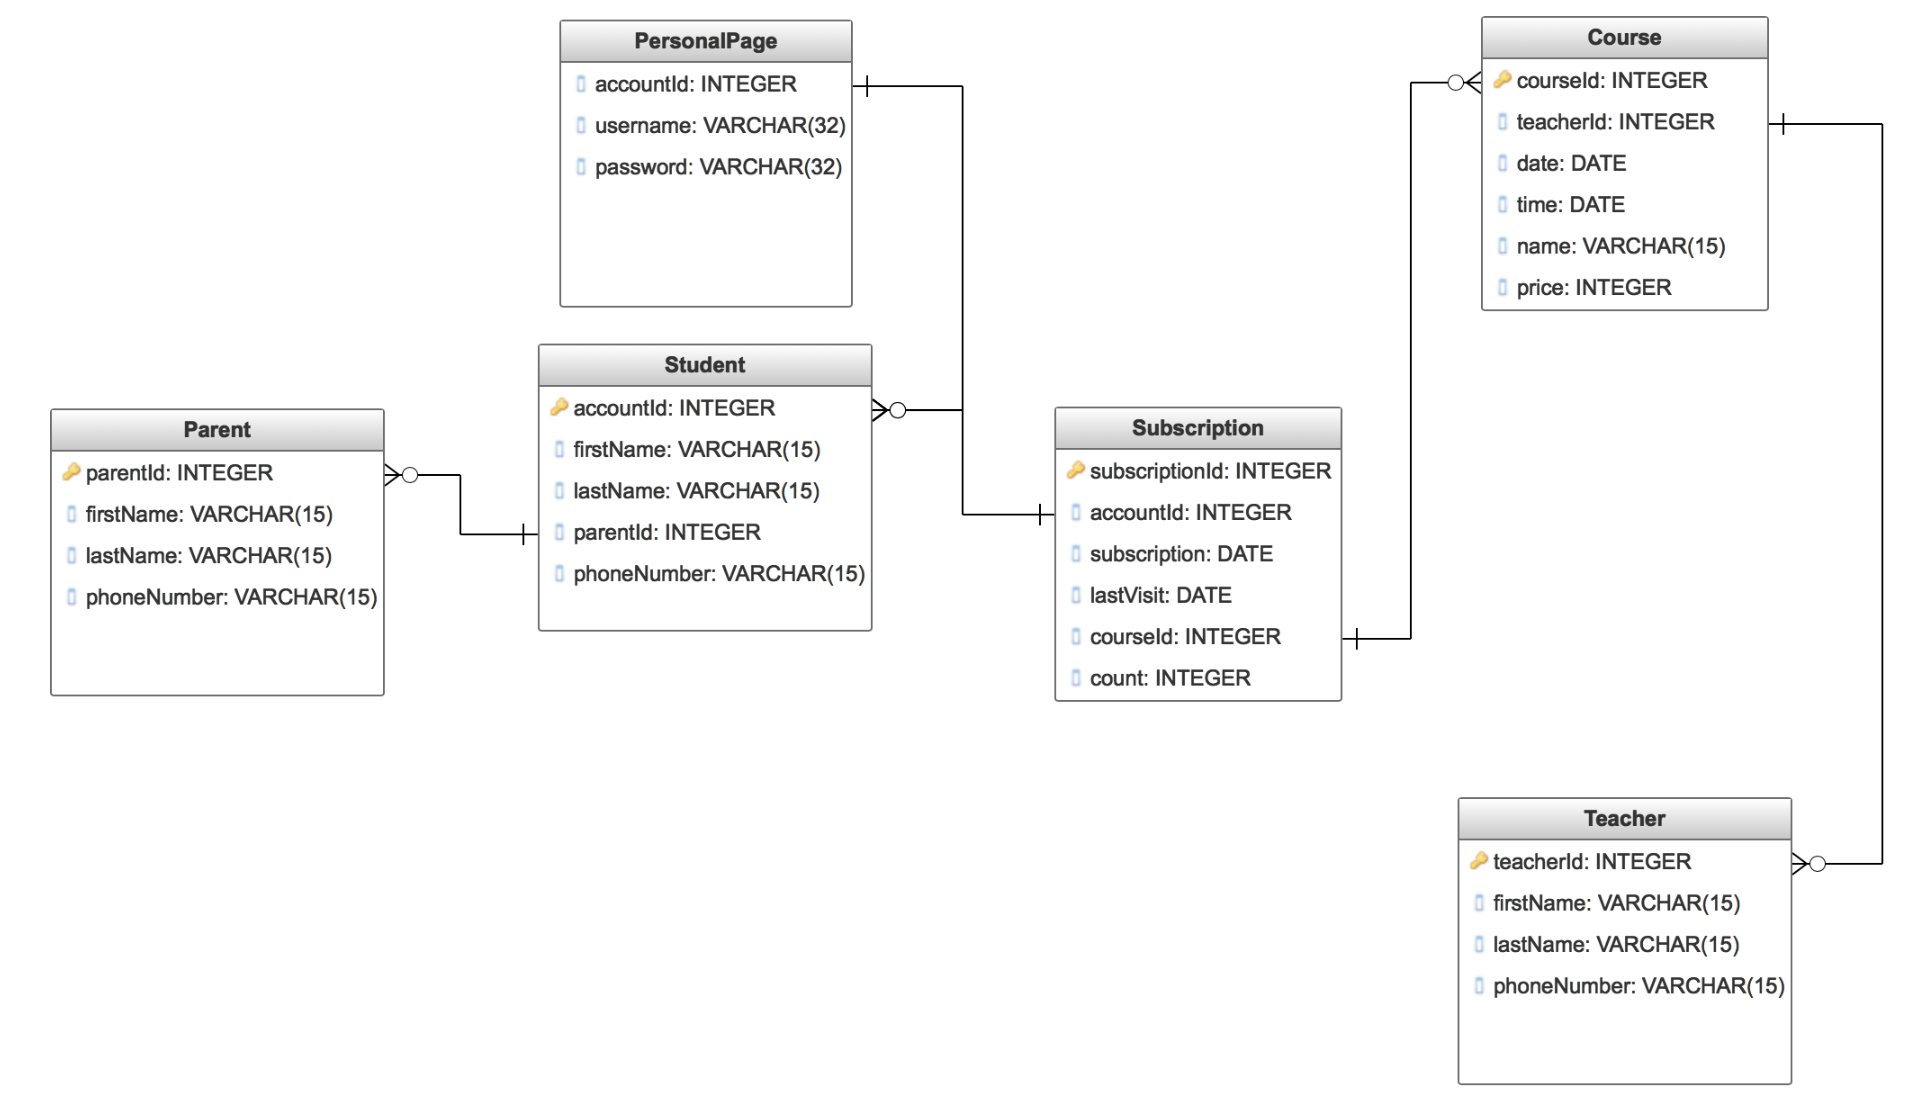 PersonalPage
accountId: INTEGER
username: VARCHAR(32)
password: VARCHAR(32)
Course
courseId: INTEGER
teacherId: INTEGER
date: DATE
time: DATE
name: VARCHAR(15)
price: INTEGER
Student
accountId: INTEGER
firstName: VARCHAR(15)
lastName: VARCHAR(15)
parentId: INTEGER
phoneNumber: VARCHAR(15)
Parent
parentId: INTEGER
firstName: VARCHAR(15)
lastName: VARCHAR(15)
phoneNumber: VARCHAR(15)
Subscription
subscriptionId: INTEGER
accountId: INTEGER
subscription: DATE
lastVisit: DATE
courseId: INTEGER
count: INTEGER
Teacher
teacherId: INTEGER
firstName: VARCHAR(15)
lastName: VARCHAR(15)
phoneNumber: VARCHAR(15)